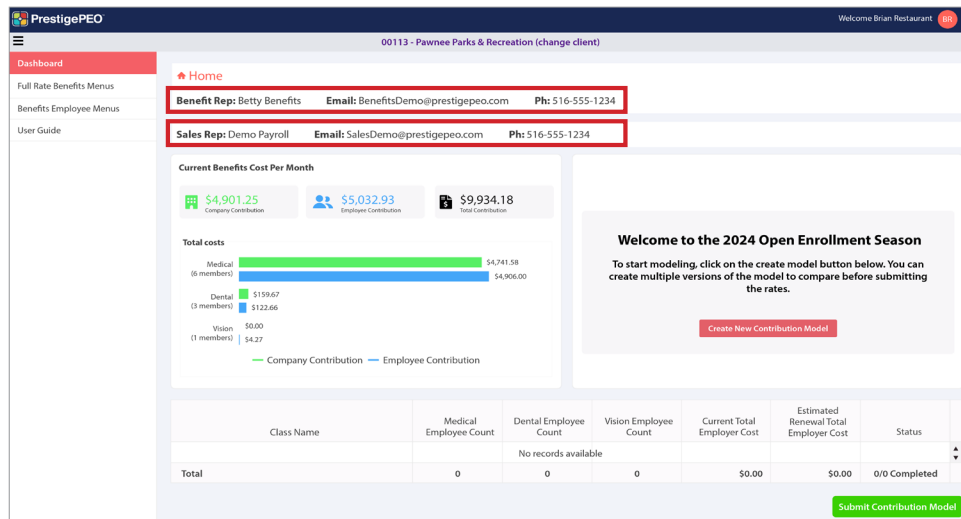 PrestigePEO
Welcome Brian Restaurant BR
00113 - Pawnee Parks & Recreation (change client)
Dashboard
Full Rate Benefits Menus
Benefits Employee Menus
User Guide
Home
Benefit Rep: Betty Benefits Email: BenefitsDemo@prestigepeo.com Ph: 516-555-1234
Sales Rep: Demo Payroll Email: SalesDemo@prestigepeo.com Ph: 516-555-1234
Current Benefits Cost Per Month
$4,901.25 $5,032.93 $9,934.18
Company Contribution Employee Contribution Total Contribution
Total costs
Medical $4,741.58
(6 members) $4,906.00
Dental $159.67
(3 members) $122.66
Vision $0.00
(1 members) $4.27
Company Contribution Employee Contribution
Welcome to the 2024 Open Enrollment Season
To start modeling, click on the create model button below. You can
create multiple versions of the model to compare before submitting
the rates.
Create New Contribution Model
Class Name Medical Employee Count Dental Employee Count Vision Employee Count Current Total Employer Cost Estimated Renewal Total Employer Cost Status
No records available
Total 0 0 0 $0.00 $0.00 0/0 Completed
Submit Contribution Model